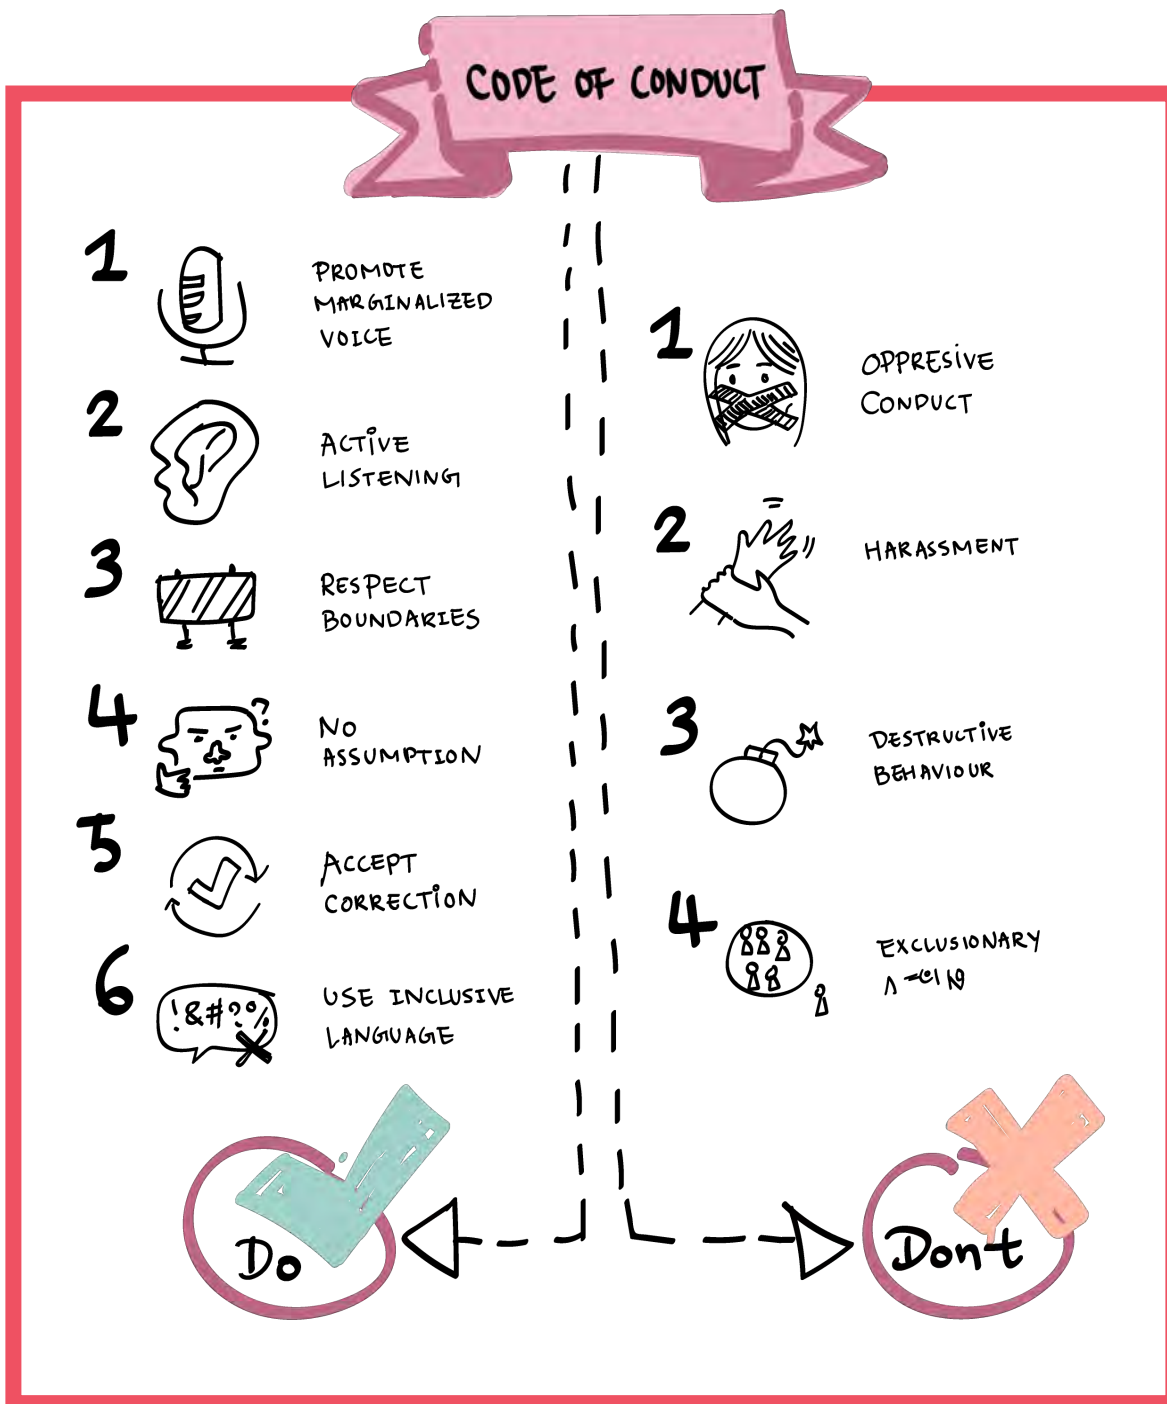 CODE OF CONDUCT
1
PROMOTE
MARGINALIZED
VOICE
2
ACTIVE
LISTENING
3
RESPECT
BOUNDARIES
4
?
NO
ASSUMPTION
5
ACCEPT
CORRECTION
6
!&#?%
USE INCLUSIVE
LANGUAGE
Do
1
OPPRESIVE
CONDUCT
2
HARASSMENT
3
DESTRUCTIVE
BEHAVIOUR
4
EXCLUSIONARY
Don't